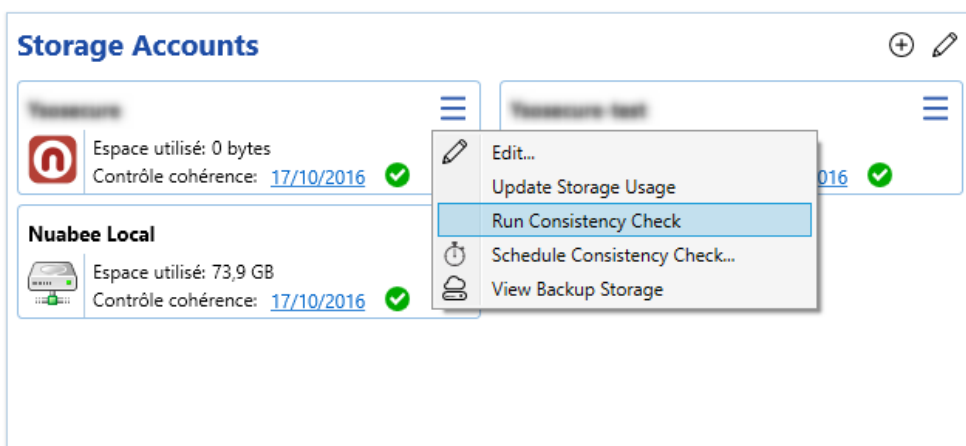 Storage Accounts
Espace utilisé: 0 bytes
Contrôle cohérence: 17/10/2016
016
Edit...
Update Storage Usage
Run Consistency Check
Schedule Consistency Check...
View Backup Storage
Nuabee Local
Espace utilisé: 73,9 GB
Contrôle cohérence: 17/10/2016